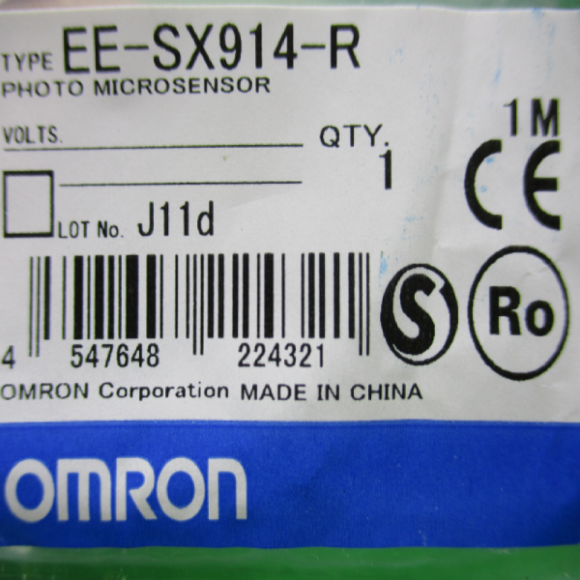 TYPE EE-SX914-R
PHOTO MICROSENSOR
1M
VOLTS. QTY.
1
CE
LOT No. J11d
S
Ro
4 547648 224321
OMRON Corporation MADE IN CHINA
OMRON